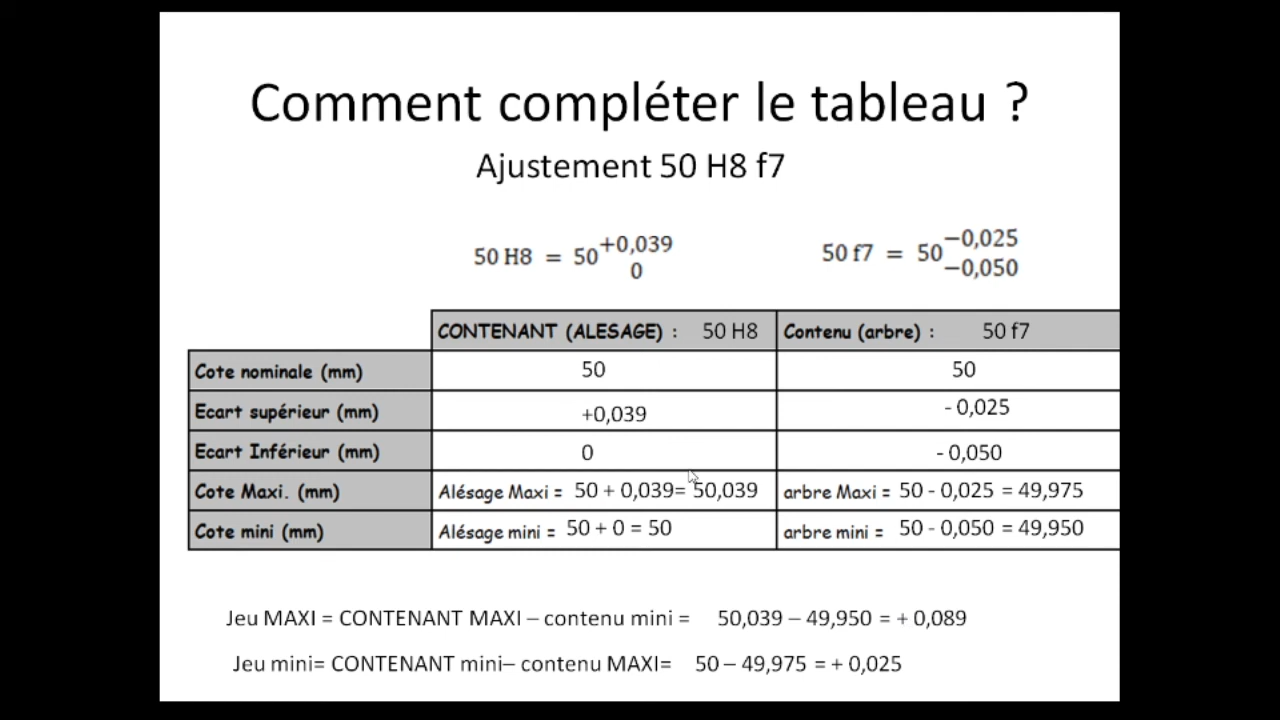 Comment compléter le tableau ?
Ajustement 50 H8 f7
50 H8 = 50 +0,039 0
50 f7 = 50 −0,025 −0,050
CONTENANT (ALESAGE) : 50 H8 Contenu (arbre) : 50 f7
Cote nominale (mm) 50 50
Ecart supérieur (mm) +0,039 - 0,025
Ecart Inférieur (mm) 0 - 0,050
Cote Maxi. (mm) Alésage Maxi = 50 + 0,039= 50,039 arbre Maxi = 50 - 0,025 = 49,975
Cote mini (mm) Alésage mini = 50 + 0 = 50 arbre mini = 50 - 0,050 = 49,950
Jeu MAXI = CONTENANT MAXI – contenu mini = 50,039 – 49,950 = + 0,089
Jeu mini= CONTENANT mini– contenu MAXI= 50 – 49,975 = + 0,025